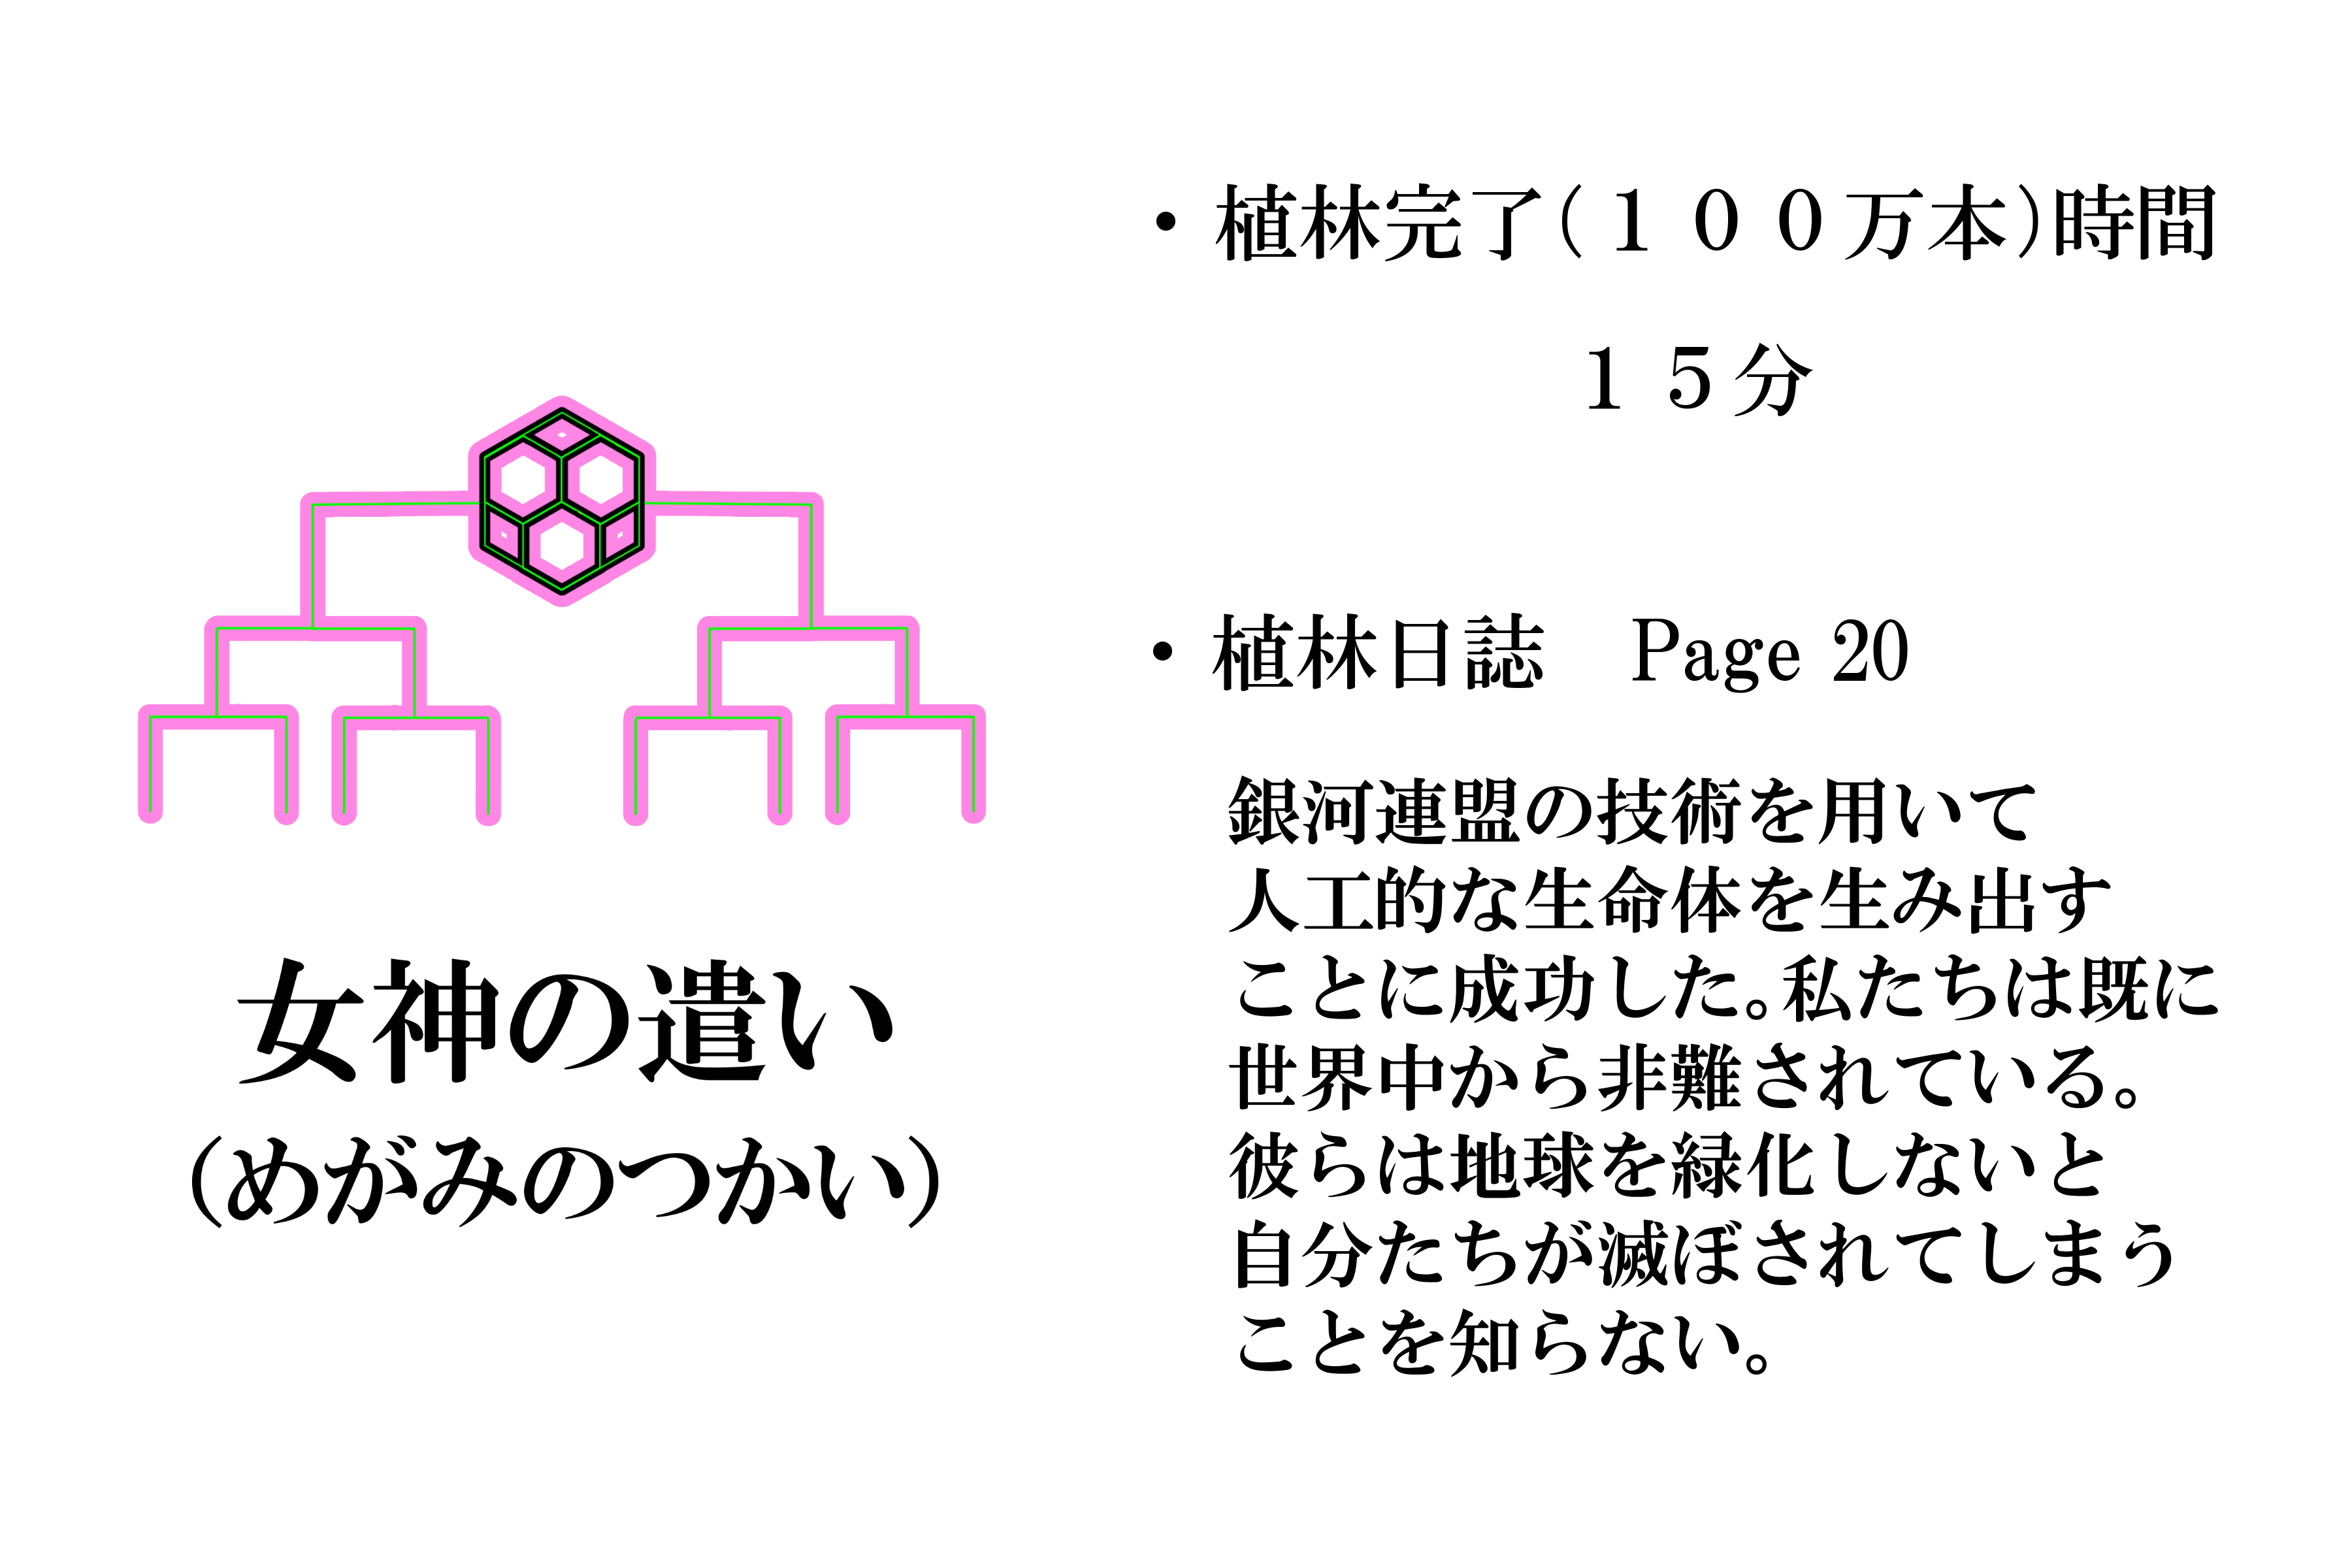 女神の遣い
(めがみのつかい)
・植林完了(１００万本)時間
１５分
・植林日誌　Page 20
銀河連盟の技術を用いて
人工的な生命体を生み出す
ことに成功した。私たちは既に
世界中から非難されている。
彼らは地球を緑化しないと
自分たちが滅ぼされてしまう
ことを知らない。